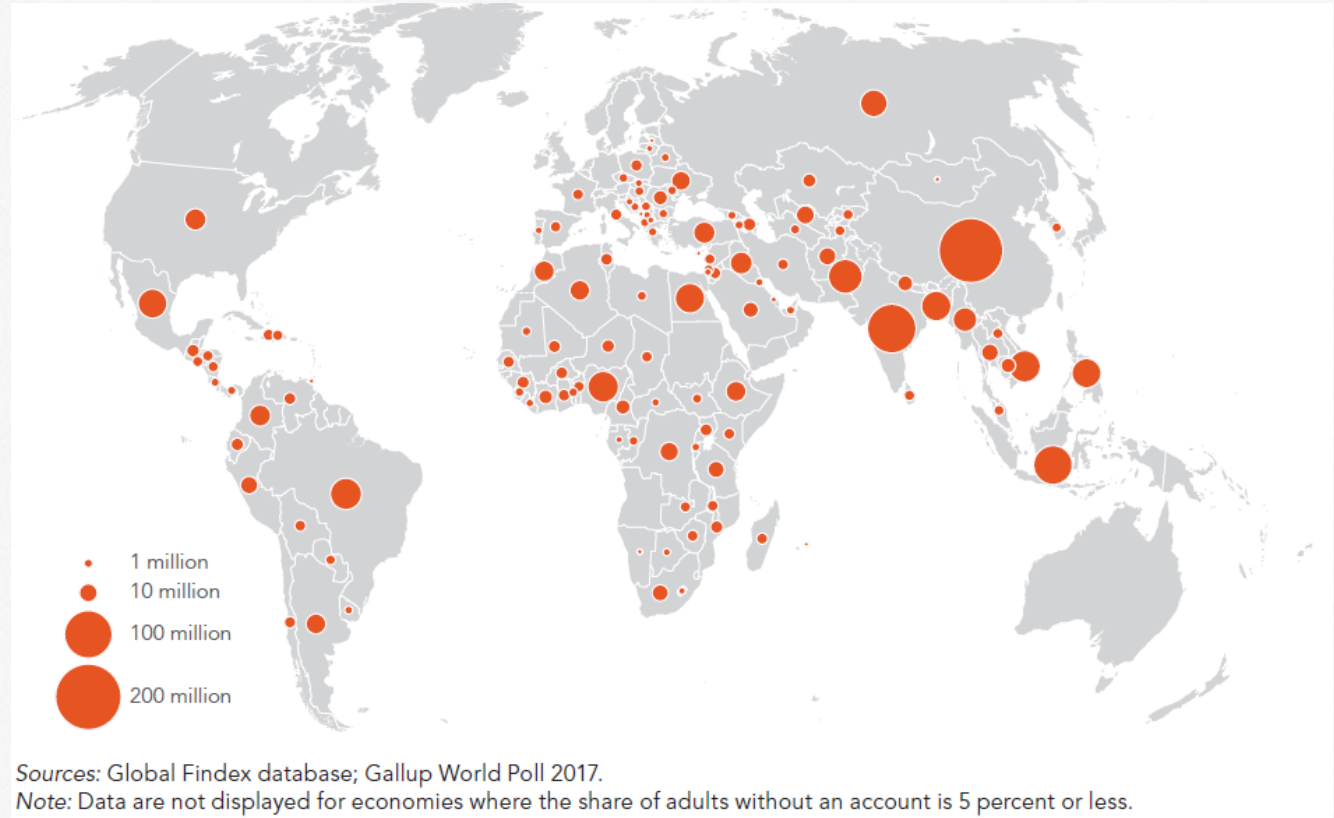 1 million
10 million
100 million
200 million
Sources: Global Findex database; Gallup World Poll 2017.
Note: Data are not displayed for economies where the share of adults without an account is 5 percent or less.